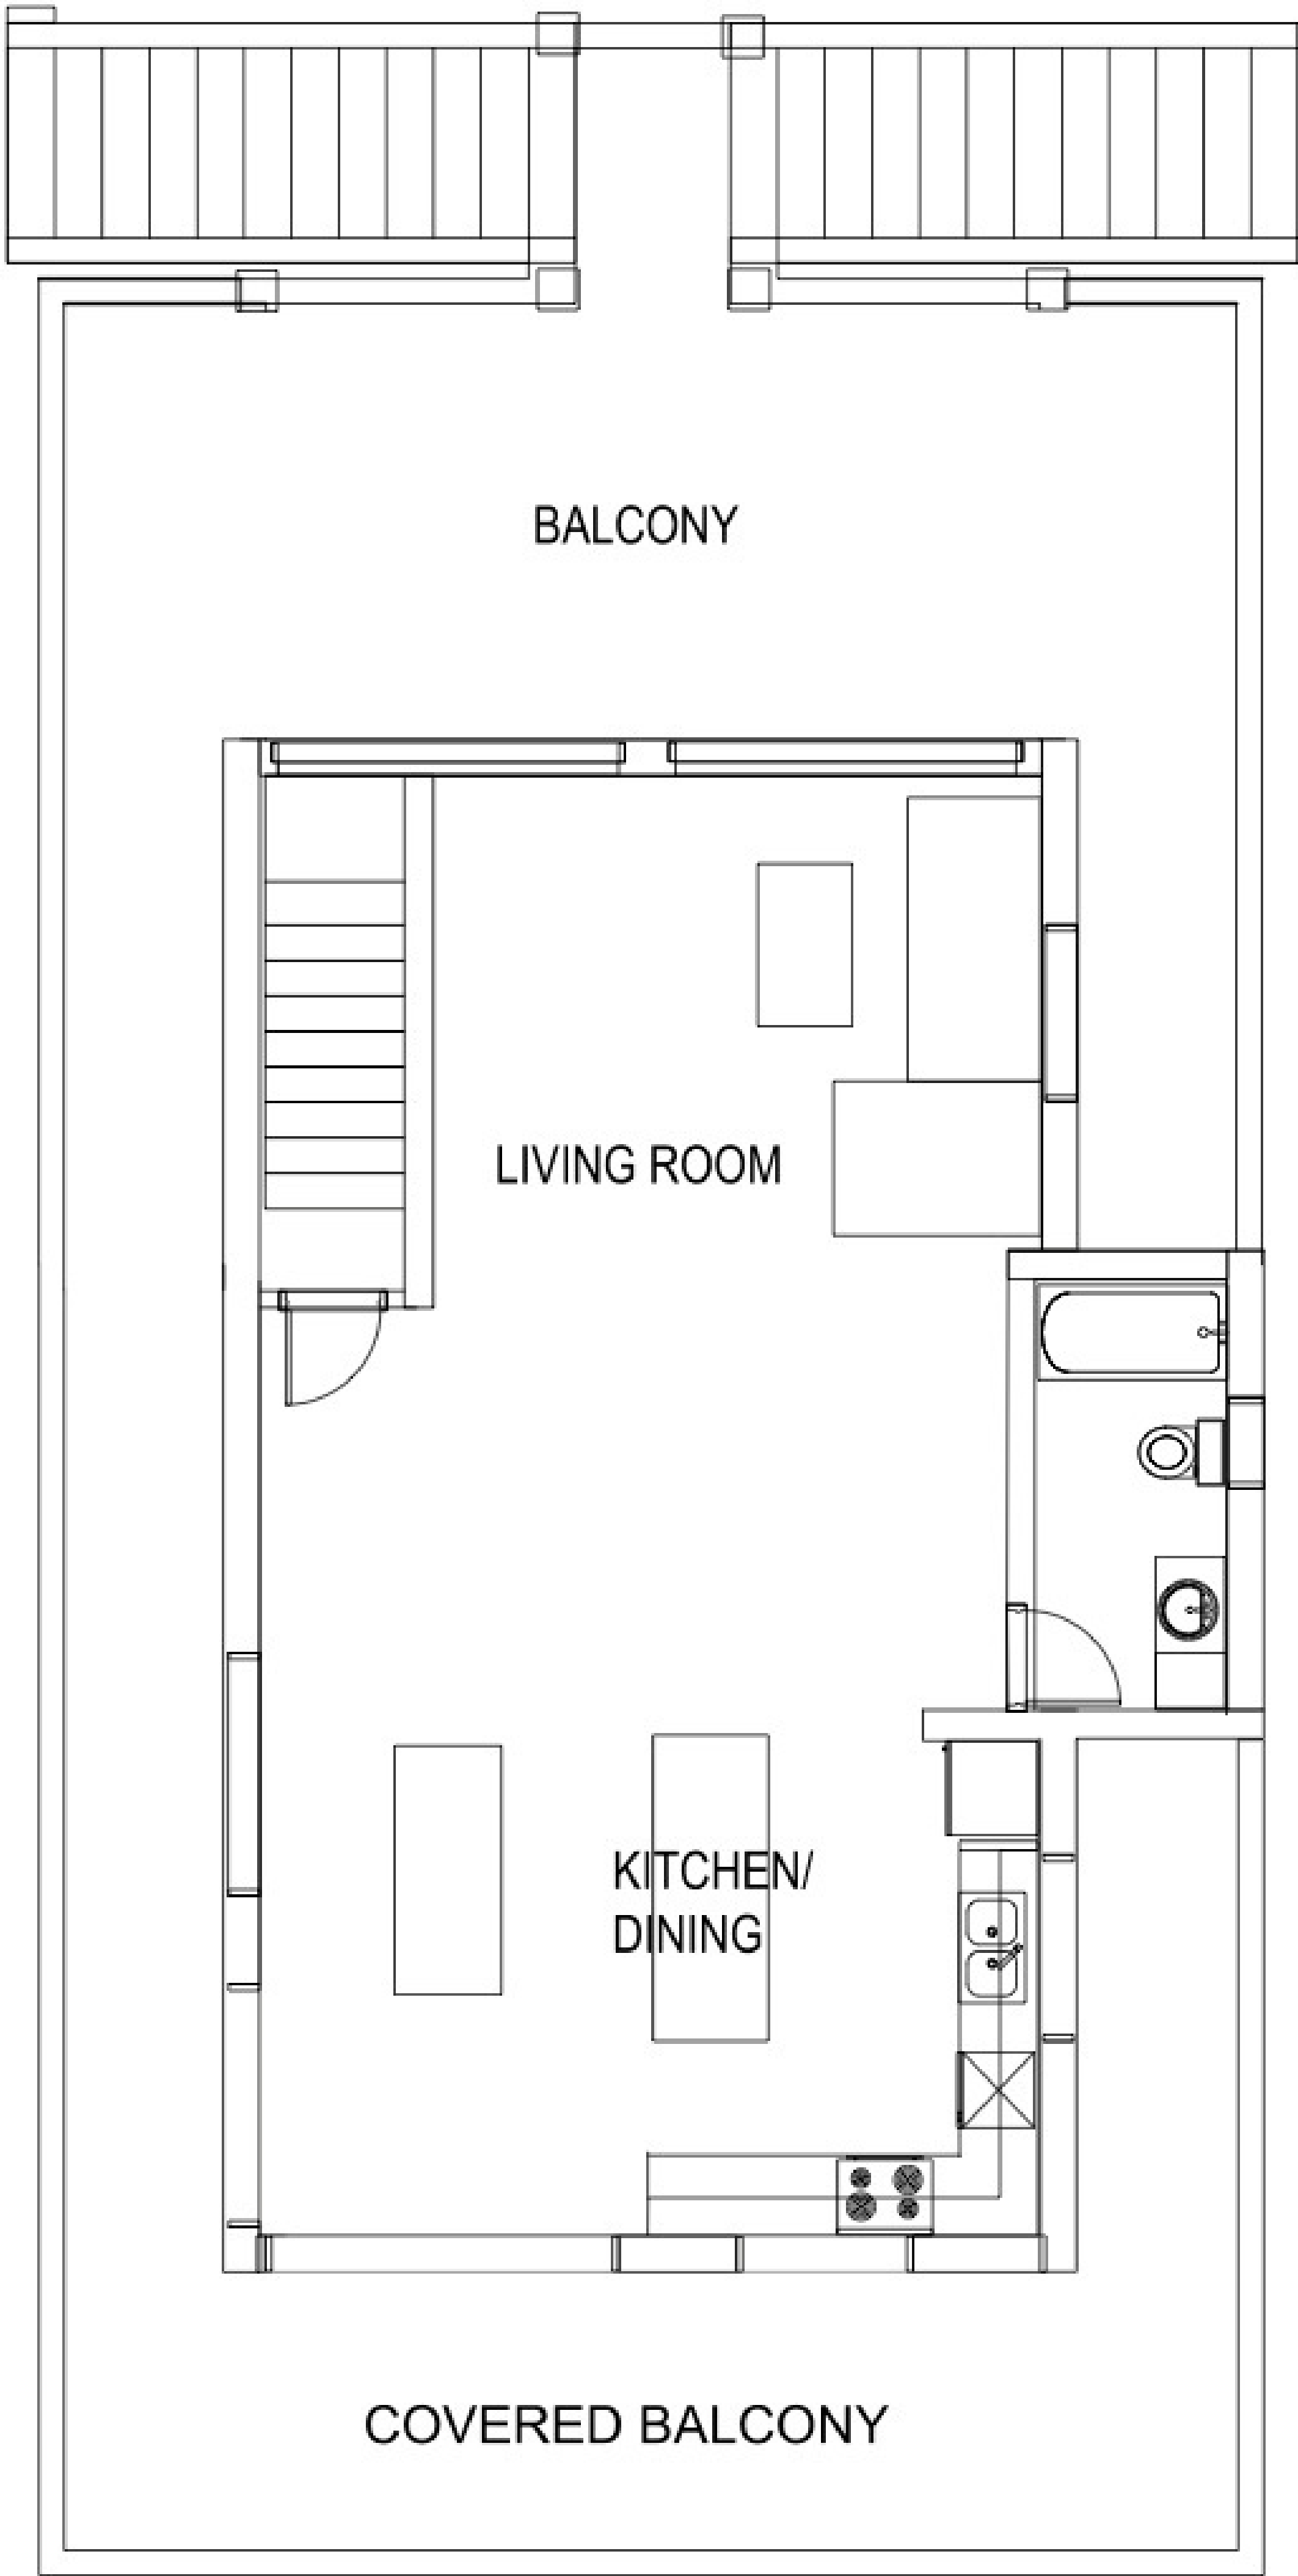 BALCONY
LIVING ROOM
KITCHEN/
DINING
COVERED BALCONY